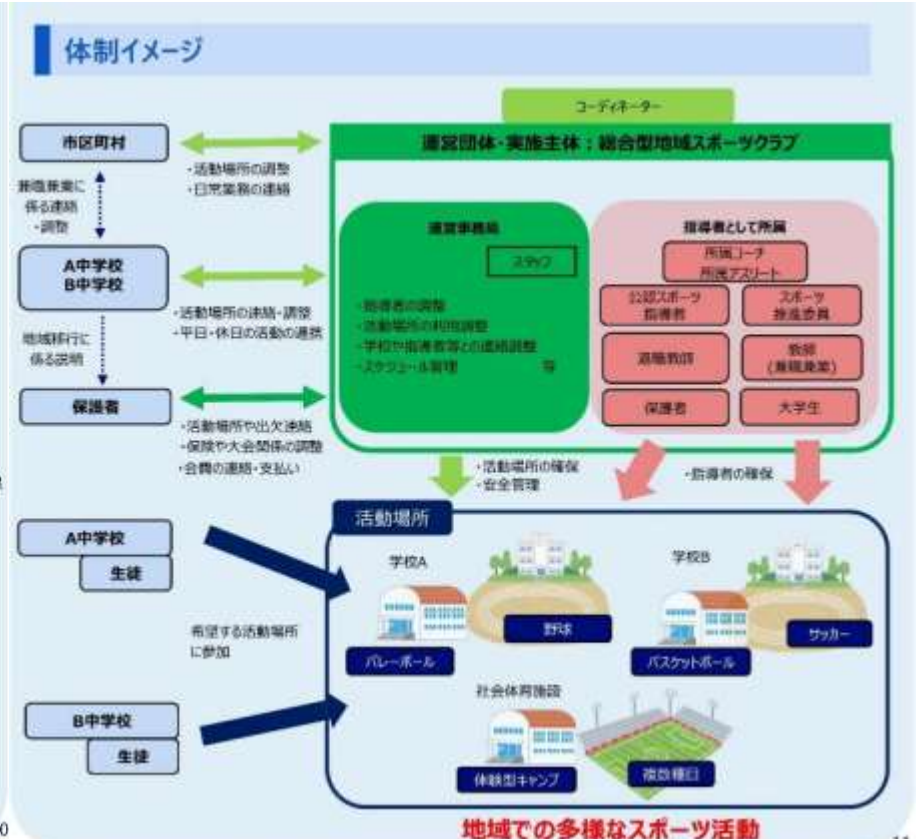 体制イメージ
コーディネーター
運営団体・実施主体：総合型地域スポーツクラブ
市区町村
・活動場所の調整
・日常業務の連絡
兼職兼業に
係る連絡
・調整
A中学校
B中学校
・活動場所の連絡・調整
・平日・休日の活動の連携
地域移行に
係る説明
保護者
・活動場所や出欠連絡
・保険や大会関係の調整
・会費の連絡・支払い
運営事務局
スタッフ
・指導者の調整
・活動場所の利用調整
・学校や指導者等との連絡調整
・スケジュール管理　等
指導者として所属
所属コーチ
所属アスリート
公認スポーツ
指導者
スポーツ
推進委員
退職教師
教師
(兼職兼業)
保護者
大学生
・活動場所の確保
・安全管理
・指導者の確保
活動場所
A中学校
生徒
希望する活動場所
に参加
B中学校
生徒
学校A
野球
バレーボール
学校B
サッカー
バスケットボール
社会体育施設
体験型キャンプ
複数種目
地域での多様なスポーツ活動